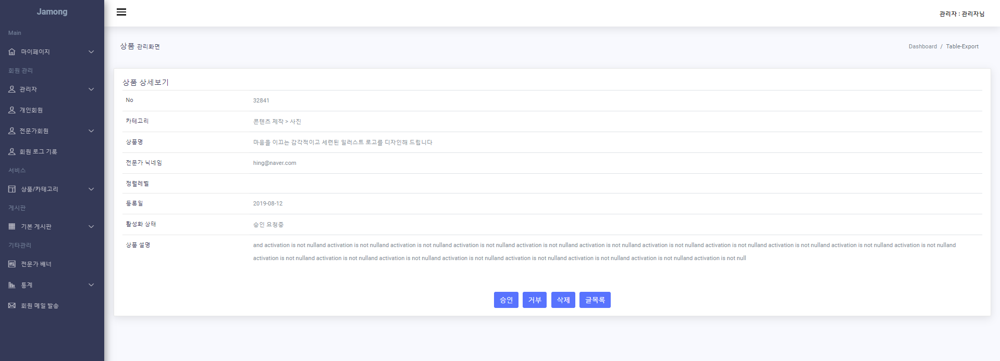 Jamong
관리자 : 관리자님
Main
마이페이지
회원 관리
관리자
개인회원
전문가회원
회원 로그 기록
서비스
상품/카테고리
게시판
기본 게시판
기타관리
전문가 배너
통계
회원 메일 발송
상품 관리화면
Dashboard / Table-Export
상품 상세보기
No 32841
카테고리 콘텐츠 제작 > 사진
상품명 마음을 이끄는 감각적이고 세련된 일러스트 로고를 디자인해 드립니다
전문가 닉네임 hing@naver.com
정렬레벨
등록일 2019-08-12
활성화 상태 승인 요청중
상품 설명 and activation is not nulland activation is not nulland activation is not nulland activation is not nulland activation is not nulland activation is not nulland activation is not nulland activation is not nulland activation is not nulland activation is not nulland activation is not nulland
activation is not nulland activation is not nulland activation is not nulland activation is not nulland activation is not nulland activation is not nulland activation is not nulland activation is not null
승인 거부 삭제 글목록